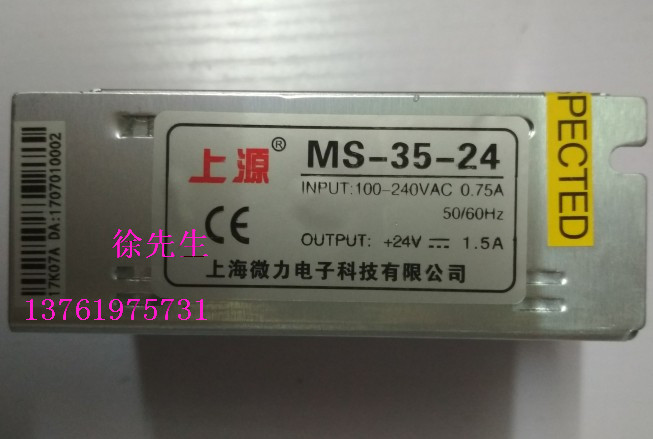 上源®
MS-35-24
INPUT:100-240VAC 0.75A
50/60Hz
CE
OUTPUT: +24V ⎓ 1.5A
上海微力电子科技有限公司
17K07A DA:1707010002
PECTED
徐先生
13761975731